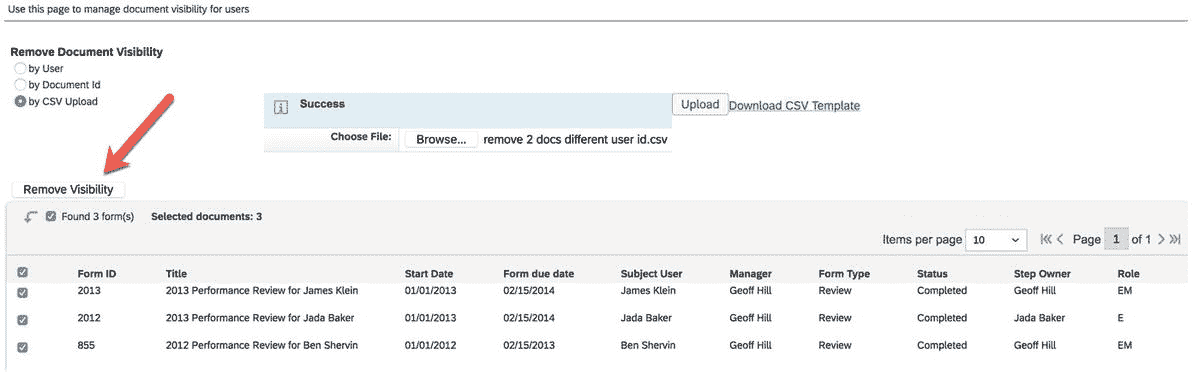 Use this page to manage document visibility for users
Remove Document Visibility
by User
by Document Id
by CSV Upload
Success
Upload Download CSV Template
Choose File: Browse... remove 2 docs different user id.csv
Remove Visibility
Found 3 form(s) Selected documents: 3
Items per page 10 Page 1 of 1
Form ID Title Start Date Form due date Subject User Manager Form Type Status Step Owner Role
2013 2013 Performance Review for James Klein 01/01/2013 02/15/2014 James Klein Geoff Hill Review Completed Geoff Hill EM
2012 2013 Performance Review for Jada Baker 01/01/2013 02/15/2014 Jada Baker Geoff Hill Review Completed Jada Baker E
855 2012 Performance Review for Ben Shervin 01/01/2012 02/15/2013 Ben Shervin Geoff Hill Review Completed Geoff Hill EM